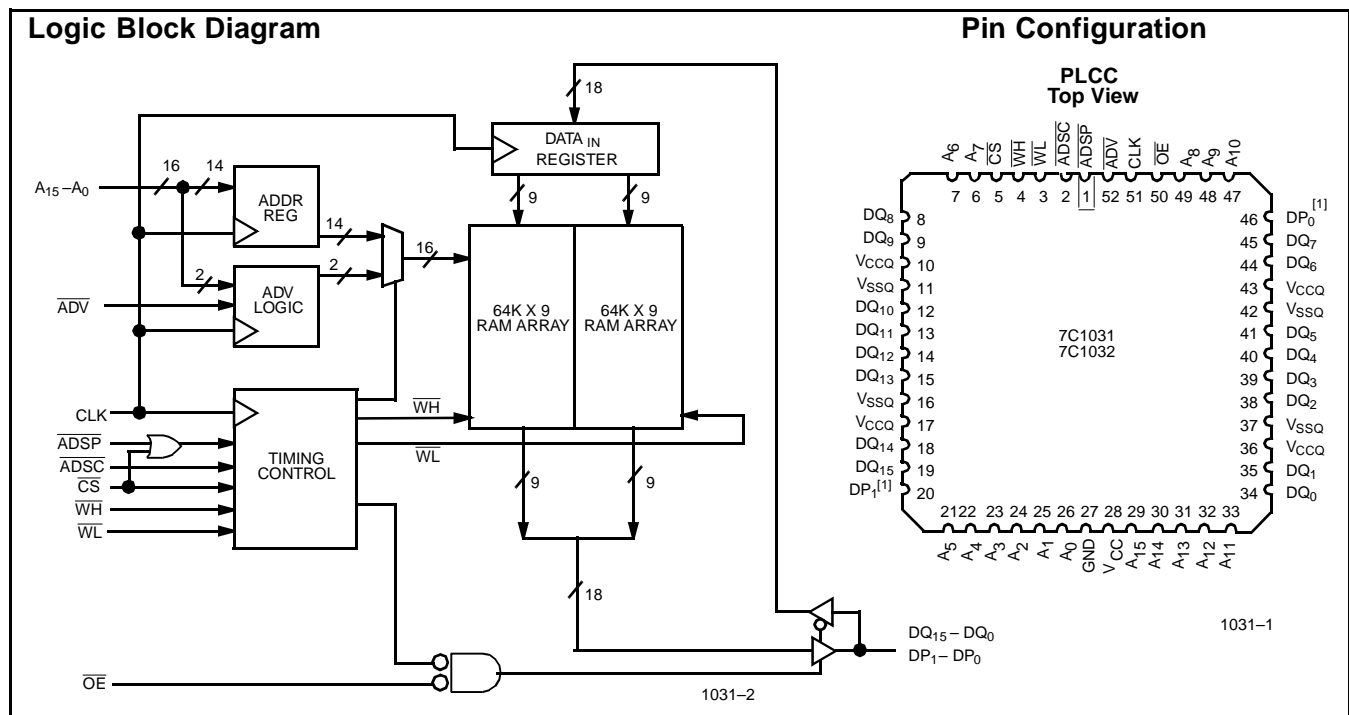 Logic Block Diagram
18
DATA IN
REGISTER
16
14
A15–A0
ADDR
REG
9
9
14
16
2
2
ADV
LOGIC
ADV
64K X 9
RAM ARRAY
64K X 9
RAM ARRAY
CLK
WH
ADSP
WL
TIMING
CONTROL
ADSC
CS
9
9
WH
WL
18
DQ15 – DQ0
DP1 – DP0
OE
1031–2
Pin Configuration
PLCC
Top View
A6 A7 CS WH WL ADSC ADSP ADV CLK OE A8 A9 A10
7 6 5 4 3 2 1 52 51 50 49 48 47
DQ8 8
DQ9 9
VCCQ 10
VSSQ 11
DQ10 12
DQ11 13
DQ12 14
DQ13 15
VSSQ 16
VCCQ 17
DQ14 18
DQ15 19
DP1[1] 20
7C1031
7C1032
46 DP0[1]
45 DQ7
44 DQ6
43 VCCQ
42 VSSQ
41 DQ5
40 DQ4
39 DQ3
38 DQ2
37 VSSQ
36 VCCQ
35 DQ1
34 DQ0
21 22 23 24 25 26 27 28 29 30 31 32 33
A5 A4 A3 A2 A1 A0 GND VCC A15 A14 A13 A12 A11
1031–1